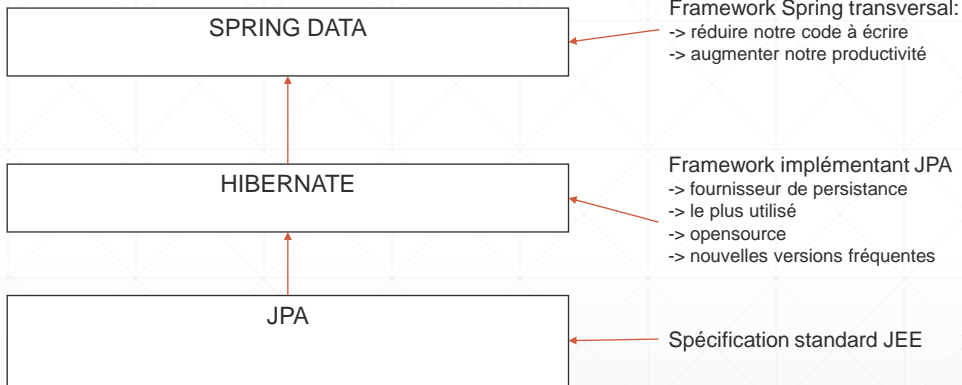 SPRING DATA
Framework Spring transversal:
-> réduire notre code à écrire
-> augmenter notre productivité
HIBERNATE
Framework implémentant JPA
-> fournisseur de persistance
-> le plus utilisé
-> opensource
-> nouvelles versions fréquentes
JPA
Spécification standard JEE